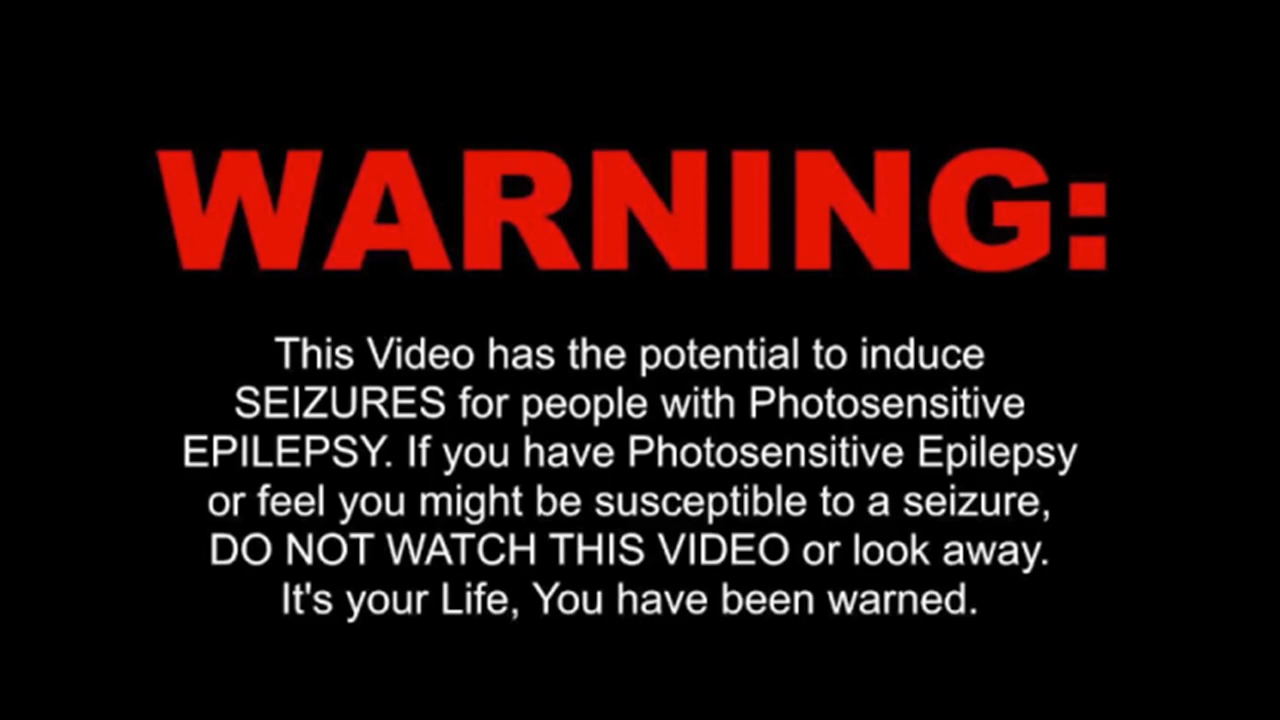 WARNING:
This Video has the potential to induce
SEIZURES for people with Photosensitive
EPILEPSY. If you have Photosensitive Epilepsy
or feel you might be susceptible to a seizure,
DO NOT WATCH THIS VIDEO or look away.
It's your Life, You have been warned.